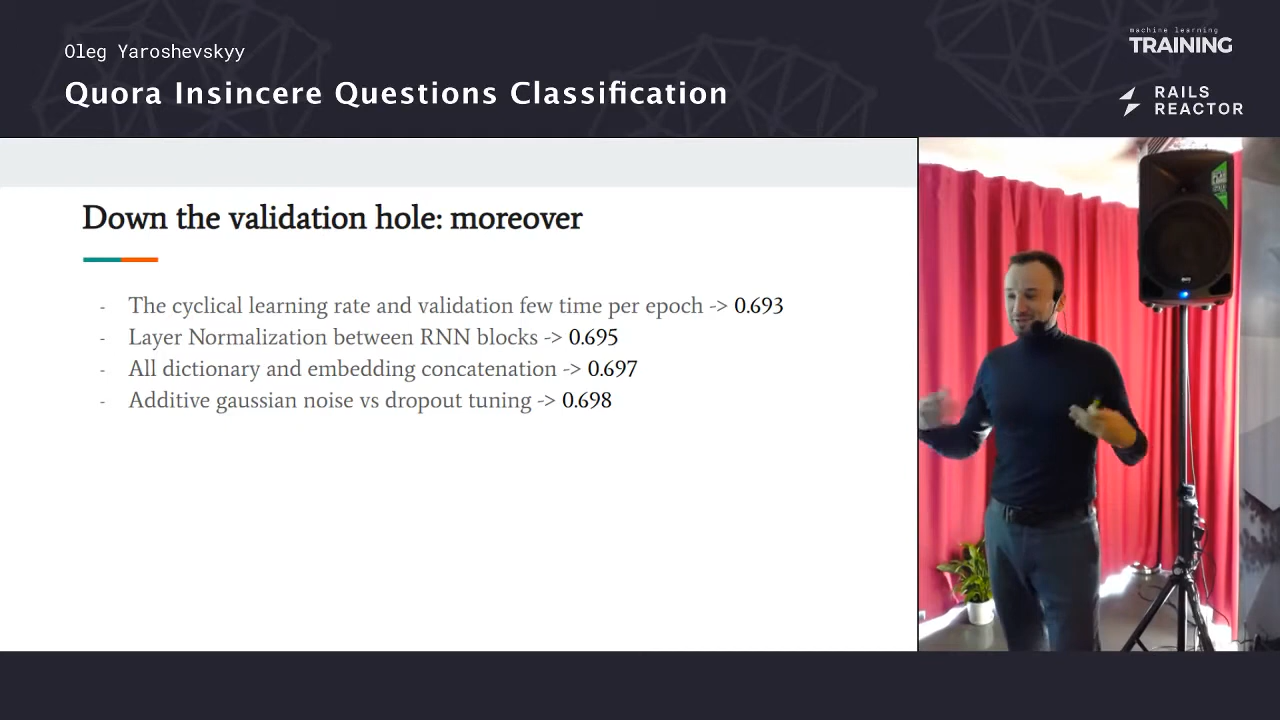 Oleg Yaroshevskyy
Quora Insincere Questions Classification
machine learning
TRAINING
RAILS
REACTOR
Down the validation hole: moreover
- The cyclical learning rate and validation few time per epoch -> 0.693
- Layer Normalization between RNN blocks -> 0.695
- All dictionary and embedding concatenation -> 0.697
- Additive gaussian noise vs dropout tuning -> 0.698